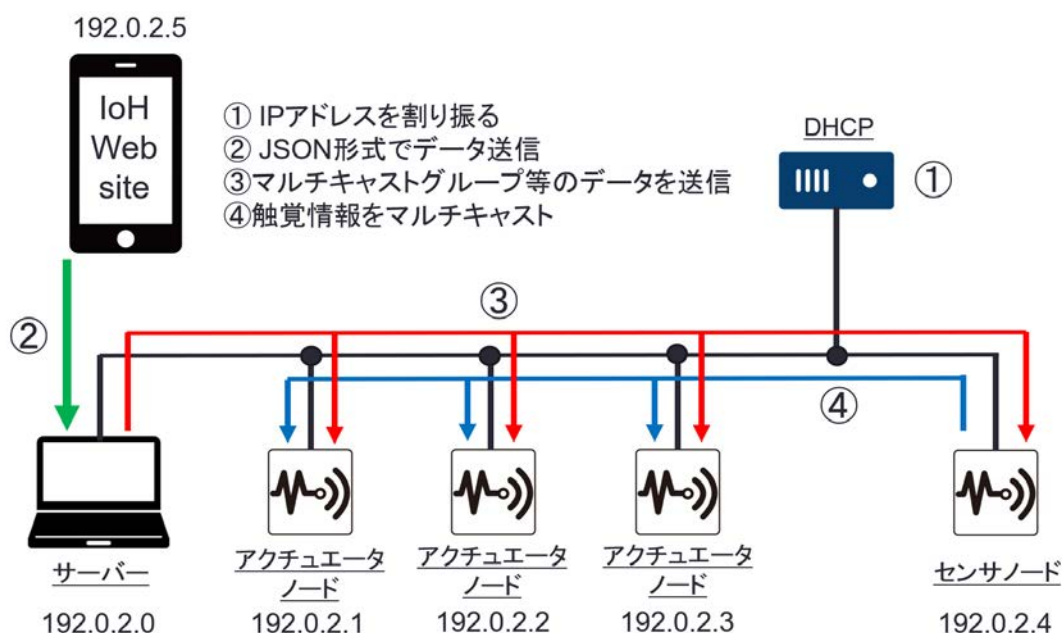 192.0.2.5
IoH
Web
site
① IPアドレスを割り振る
② JSON形式でデータ送信
③マルチキャストグループ等のデータを送信
④触覚情報をマルチキャスト
DHCP
①
②
③
④
サーバー
192.0.2.0
アクチュエータ
ノード
192.0.2.1
アクチュエータ
ノード
192.0.2.2
アクチュエータ
ノード
192.0.2.3
センサノード
192.0.2.4